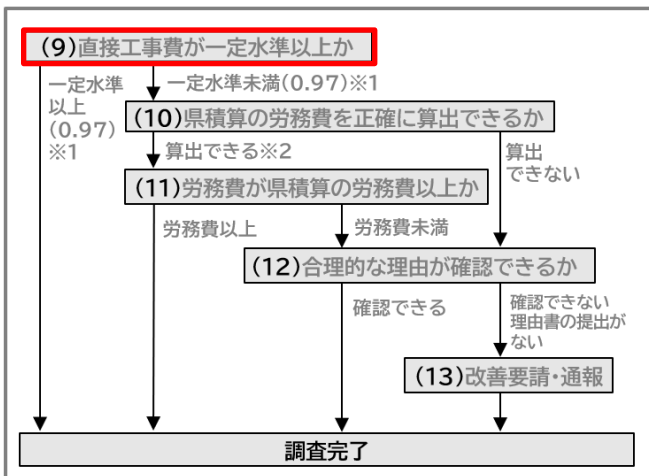 (9)直接工事費が一定水準以上か
一定水準
以上
(0.97)
※1
一定水準未満(0.97)※1
(10)県積算の労務費を正確に算出できるか
算出できる※2
算出
できない
(11)労務費が県積算の労務費以上か
労務費以上
労務費未満
(12)合理的な理由が確認できるか
確認できる
確認できない
理由書の提出が
ない
(13)改善要請・通報
調査完了